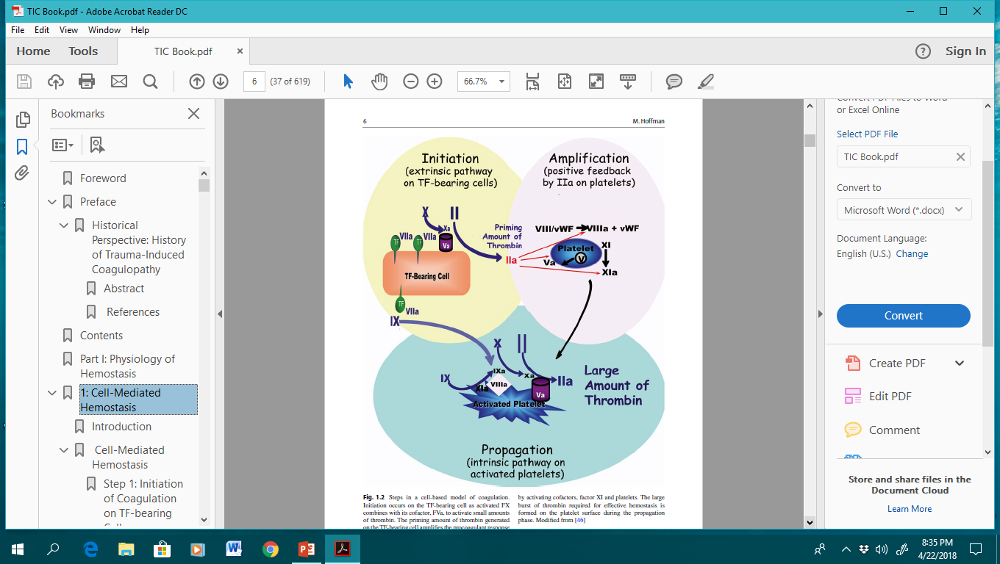 TIC Book.pdf - Adobe Acrobat Reader DC
File Edit View Window Help
Home Tools TIC Book.pdf × Sign In
6 (37 of 619) 66.7%
Bookmarks
Foreword
Preface
Historical
Perspective: History
of Trauma-Induced
Coagulopathy
Abstract
References
Contents
Part I: Physiology of
Hemostasis
1: Cell-Mediated
Hemostasis
Introduction
Cell-Mediated
Hemostasis
Step 1: Initiation
of Coagulation
on TF-bearing
6 M. Hoffman
Initiation
(extrinsic pathway
on TF-bearing cells)
Amplification
(positive feedback
by IIa on platelets)
X II
Xa
Va
TF VIIa TF VIIa
TF-Bearing Cell
TF VIIa
IX
Priming
Amount of
Thrombin
IIa
VIII/vWF VIIIa + vWF
Platelet
V
Va
XI
XIa
X II
IX
IXa
Xa
XIa VIIIa
Va
IIa
Activated Platelet
Large
Amount of
Thrombin
Propagation
(intrinsic pathway on
activated platelets)
Fig. 1.2 Steps in a cell-based model of coagulation.
Initiation occurs on the TF-bearing cell as activated FX
combines with its cofactor, FVa, to activate small amounts
of thrombin. The priming amount of thrombin generated
on the TF-bearing cell amplifies the procoagulant response
by activating cofactors, factor XI and platelets. The large
burst of thrombin required for effective hemostasis is
formed on the platelet surface during the propagation
phase. Modified from [46]
Convert PDF Files to Word
or Excel Online
Select PDF File
TIC Book.pdf
Convert to
Microsoft Word (*.docx)
Document Language:
English (U.S.) Change
Convert
Create PDF
Edit PDF
Comment
Store and share files in the
Document Cloud
Learn More
8:35 PM
4/22/2018